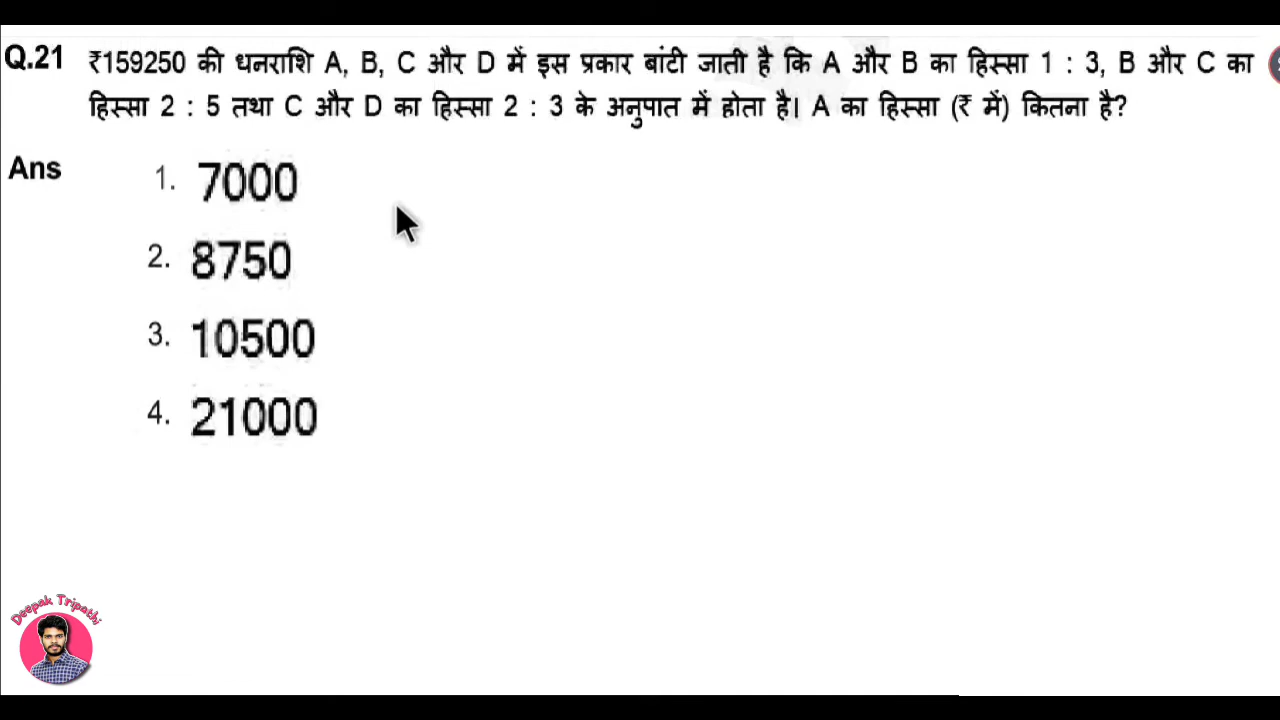 Q.21 ₹159250 की धनराशि A, B, C और D में इस प्रकार बांटी जाती है कि A और B का हिस्सा 1 : 3, B और C का
हिस्सा 2 : 5 तथा C और D का हिस्सा 2 : 3 के अनुपात में होता है। A का हिस्सा (₹ में) कितना है?
Ans 1. 7000
2. 8750
3. 10500
4. 21000
Deepak Tripathi